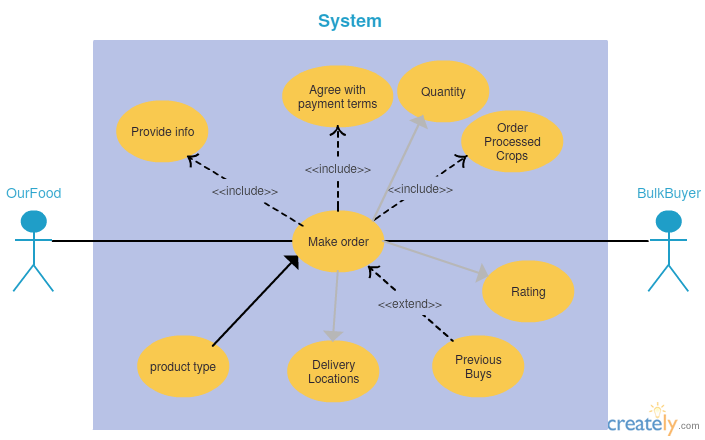 System
Agree with
payment terms
Quantity
Provide info
Order
Processed
Crops
<<include>>
<<include>>
<<include>>
OurFood
BulkBuyer
Make order
Rating
<<extend>>
product type
Delivery
Locations
Previous
Buys
creately.com